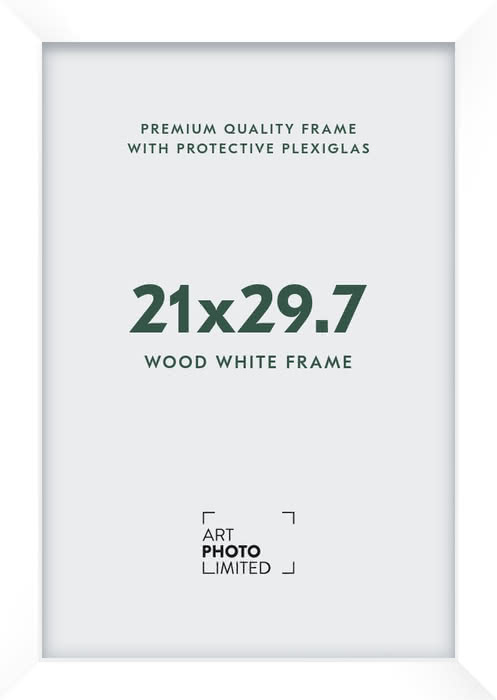 PREMIUM QUALITY FRAME
WITH PROTECTIVE PLEXIGLAS
21x29.7
WOOD WHITE FRAME
ART
PHOTO
LIMITED